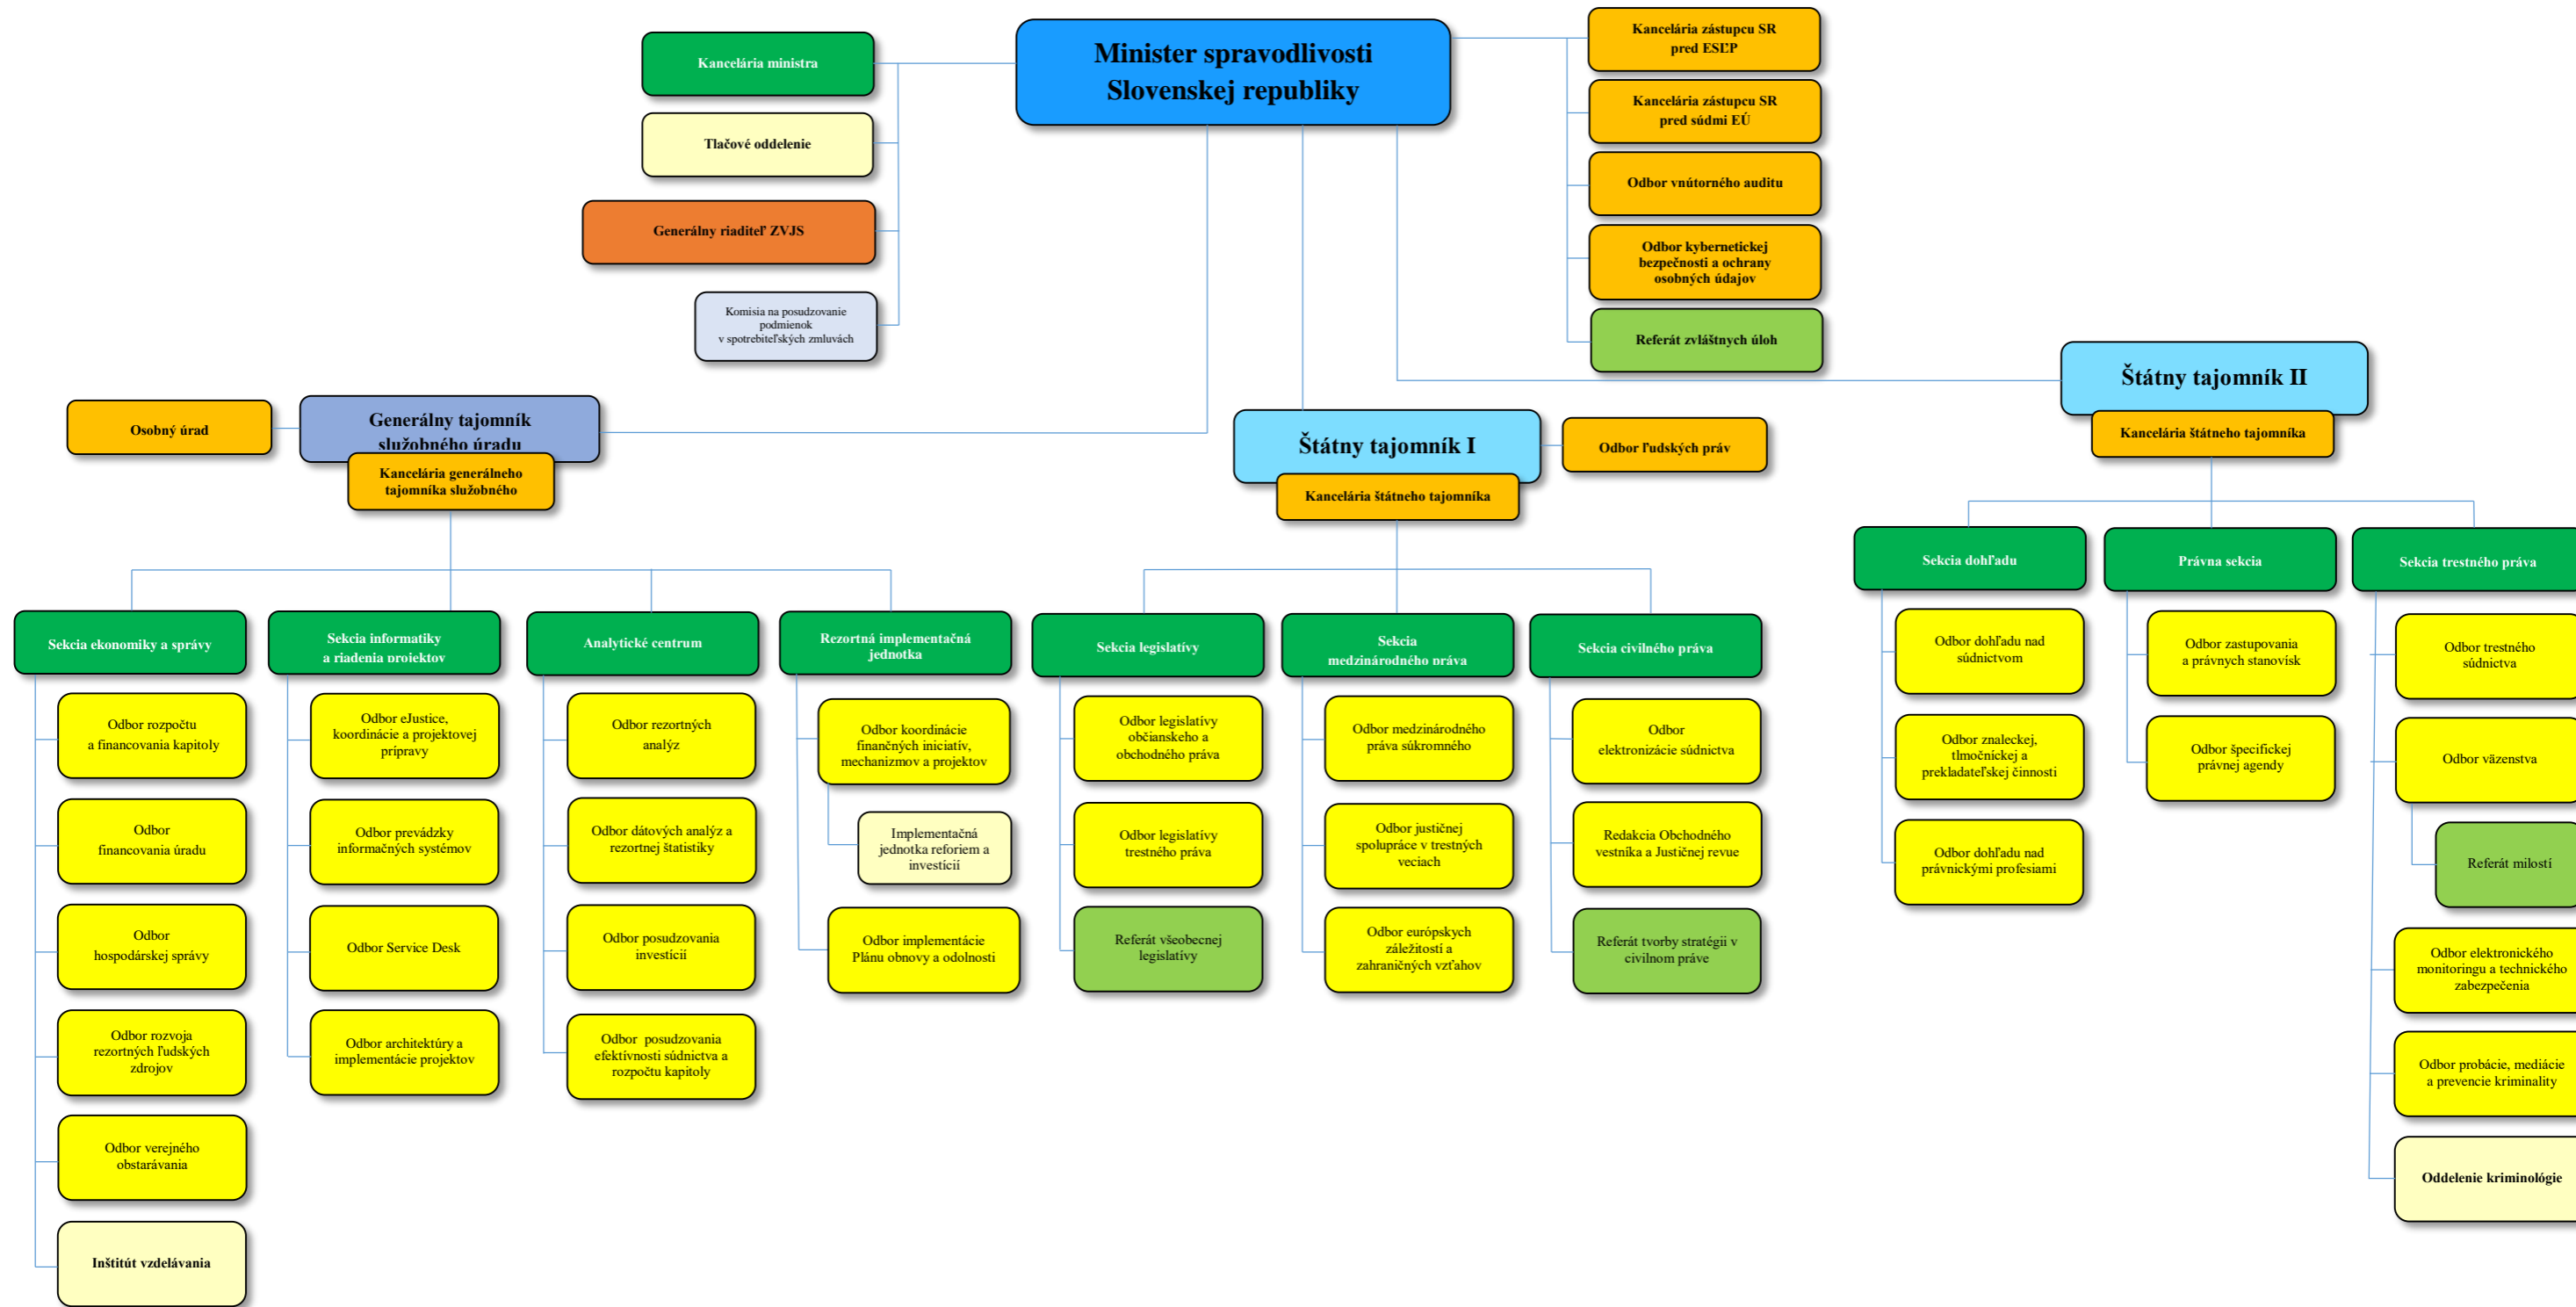 Minister spravodlivosti
Slovenskej republiky
Kancelária ministra
Tlačové oddelenie
Generálny riaditeľ ZVJS
Komisia na posudzovanie
podmienok
v spotrebiteľských zmluvách
Kancelária zástupcu SR
pred ESĽP
Kancelária zástupcu SR
pred súdmi EÚ
Odbor vnútorného auditu
Odbor kybernetickej
bezpečnosti a ochrany
osobných údajov
Referát zvláštnych úloh
Osobný úrad
Generálny tajomník
služobného úradu
Kancelária generálneho
tajomníka služobného
Štátny tajomník I
Kancelária štátneho tajomníka
Odbor ľudských práv
Štátny tajomník II
Kancelária štátneho tajomníka
Sekcia ekonomiky a správy
Odbor rozpočtu
a financovania kapitoly
Odbor
financovania úradu
Odbor
hospodárskej správy
Odbor rozvoja
rezortných ľudských
zdrojov
Odbor verejného
obstarávania
Inštitút vzdelávania
Sekcia informatiky
a riadenia projektov
Odbor eJustice,
koordinácie a projektovej
prípravy
Odbor prevádzky
informačných systémov
Odbor Service Desk
Odbor architektúry a
implementácie projektov
Analytické centrum
Odbor rezortných
analýz
Odbor dátových analýz a
rezortnej štatistiky
Odbor posudzovania
investícií
Odbor posudzovania
efektívnosti súdnictva a
rozpočtu kapitoly
Rezortná implementačná
jednotka
Odbor koordinácie
finančných iniciatív,
mechanizmov a projektov
Implementačná
jednotka reforiem a
investícií
Odbor implementácie
Plánu obnovy a odolnosti
Sekcia legislatívy
Odbor legislatívy
občianskeho a
obchodného práva
Odbor legislatívy
trestného práva
Referát všeobecnej
legislatívy
Sekcia
medzinárodného práva
Odbor medzinárodného
práva súkromného
Odbor justičnej
spolupráce v trestných
veciach
Odbor európskych
záležitostí a
zahraničných vzťahov
Sekcia civilného práva
Odbor
elektronizácie súdnictva
Redakcia Obchodného
vestníka a Justičnej revue
Referát tvorby stratégii v
civilnom práve
Sekcia dohľadu
Odbor dohľadu nad
súdnictvom
Odbor znaleckej,
tlmočníckej a
prekladateľskej činnosti
Odbor dohľadu nad
právnickými profesiami
Právna sekcia
Odbor zastupovania
a právnych stanovísk
Odbor špecifickej
právnej agendy
Sekcia trestného práva
Odbor trestného
súdnictva
Odbor väzenstva
Referát milostí
Odbor elektronického
monitoringu a technického
zabezpečenia
Odbor probácie, mediácie
a prevencie kriminality
Oddelenie kriminológie